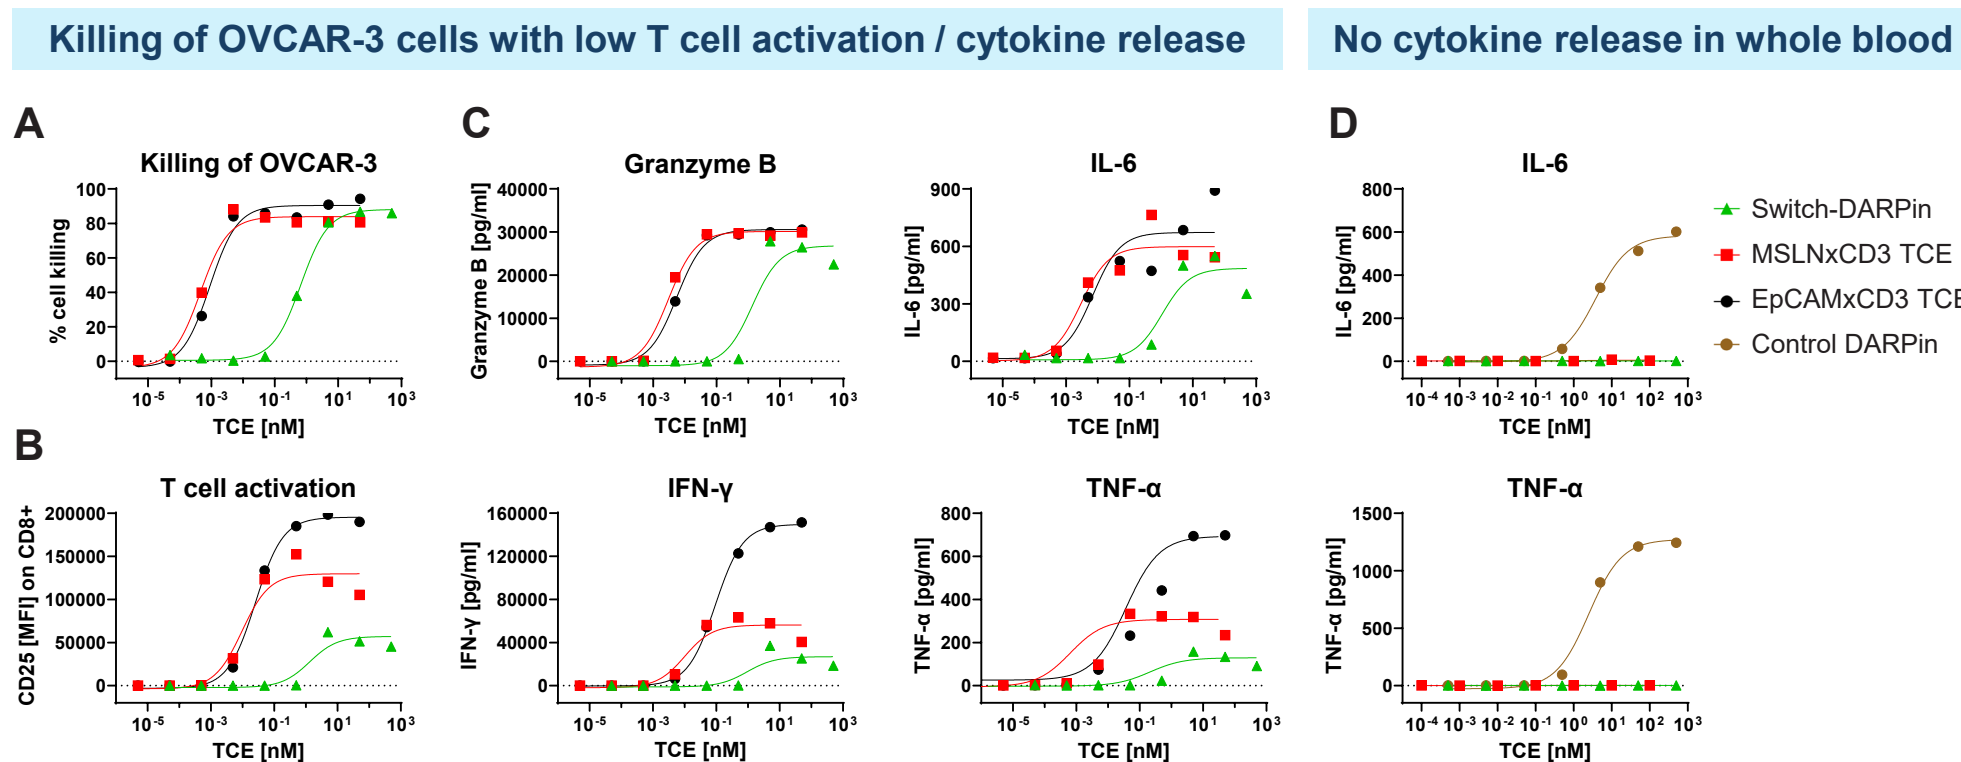 Killing of OVCAR-3 cells with low T cell activation / cytokine release
No cytokine release in whole blood
A
Killing of OVCAR-3
% cell killing
100
80
60
40
20
0
10-5 10-3 10-1 101 103
TCE [nM]
C
Granzyme B
Granzyme B [pg/ml]
40000
30000
20000
10000
0
10-5 10-3 10-1 101 103
TCE [nM]
IL-6
IL-6 [pg/ml]
900
600
300
0
10-5 10-3 10-1 101 103
TCE [nM]
D
IL-6
IL-6 [pg/ml]
800
600
400
200
0
10-4 10-3 10-2 10-1 100 101 102 103
TCE [nM]
Switch-DARPin
MSLNxCD3 TCE
EpCAMxCD3 TCE
Control DARPin
B
T cell activation
CD25 [MFI] on CD8+
200000
150000
100000
50000
0
10-5 10-3 10-1 101 103
TCE [nM]
IFN-γ
IFN-γ [pg/ml]
160000
120000
80000
40000
0
10-5 10-3 10-1 101 103
TCE [nM]
TNF-α
TNF-α [pg/ml]
800
600
400
200
0
10-5 10-3 10-1 101 103
TCE [nM]
TNF-α
TNF-α [pg/ml]
1500
1000
500
0
10-4 10-3 10-2 10-1 100 101 102 103
TCE [nM]